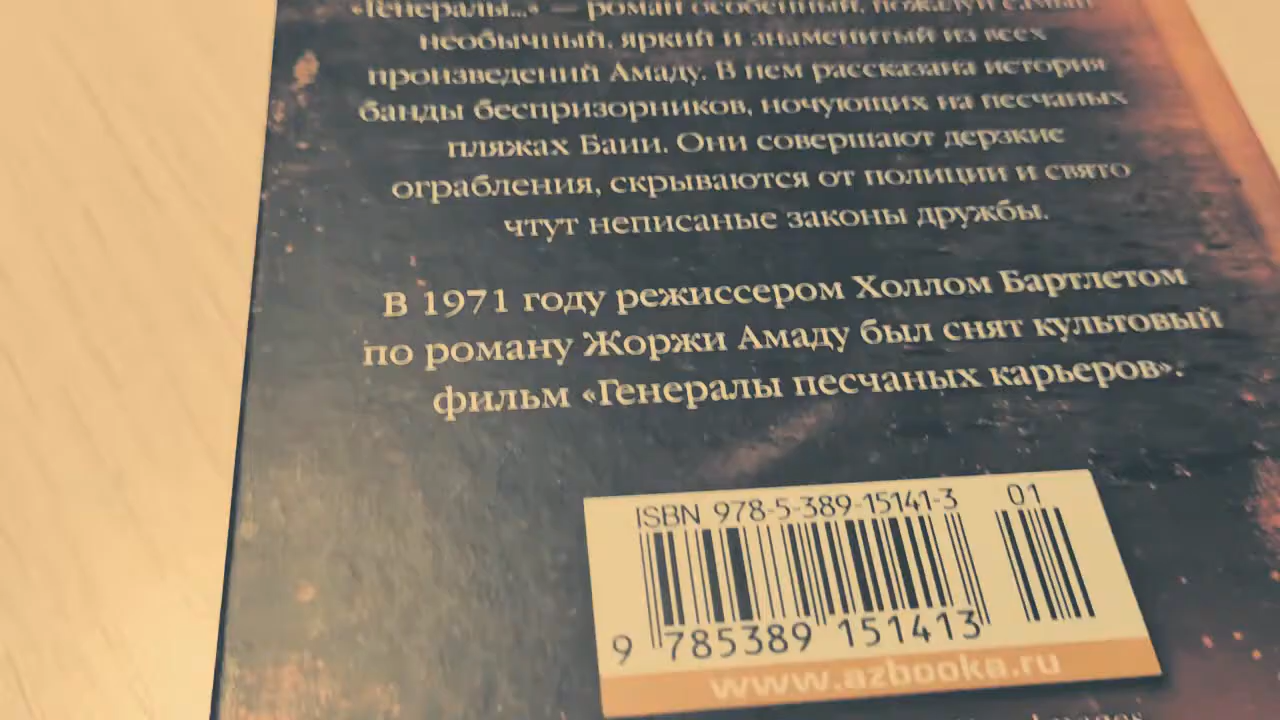 «Генералы...» — роман особенный, пожалуй самый
необычный, яркий и знаменитый из всех
произведений Амаду. В нем рассказана история
банды беспризорников, ночующих на песчаных
пляжах Баии. Они совершают дерзкие
ограбления, скрываются от полиции и свято
чтут неписаные законы дружбы.
В 1971 году режиссером Холлом Бартлетом
по роману Жоржи Амаду был снят культовый
фильм «Генералы песчаных карьеров».
ISBN 978-5-389-15141-3 01
9 785389 151413
www.azbooka.ru